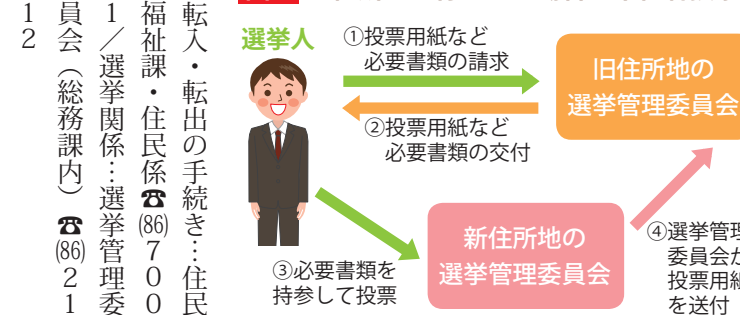 転入・転出の手続き…住民
福祉課・住民係☎(86)700
1／選挙関係…選挙管理委
員会（総務課内）☎(86)21
12
選挙人
①投票用紙など
必要書類の請求
旧住所地の
選挙管理委員会
②投票用紙など
必要書類の交付
③必要書類を
持参して投票
新住所地の
選挙管理委員会
④選挙管理
委員会が
投票用紙
を送付